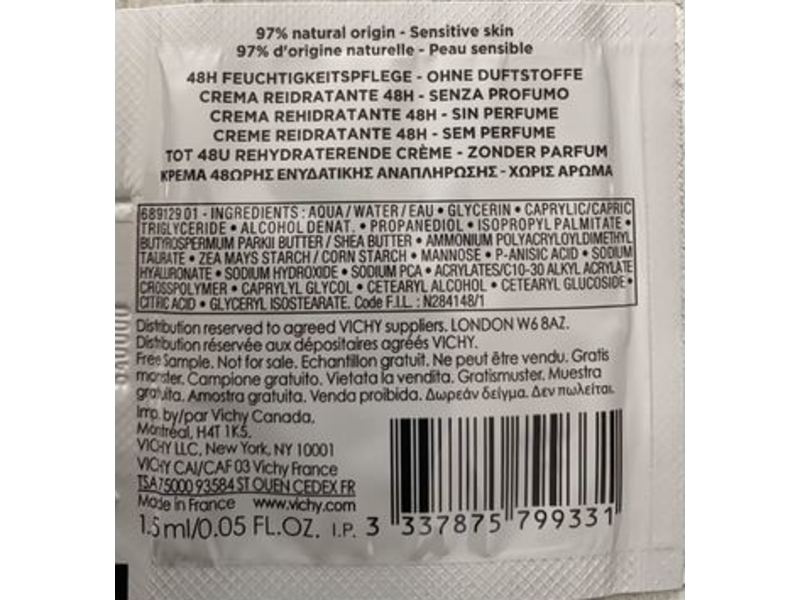 97% natural origin - Sensitive skin
97% d'origine naturelle - Peau sensible
48H FEUCHTIGKEITSPFLEGE - OHNE DUFTSTOFFE
CREMA REIDRATANTE 48H - SENZA PROFUMO
CREMA REHIDRATANTE 48H - SIN PERFUME
CREME REIDRATANTE 48H - SEM PERFUME
TOT 48U REHYDRATERENDE CRÈME - ZONDER PARFUM
ΚΡΕΜΑ 48ΩΡΗΣ ΕΝΥΔΑΤΙΚΗΣ ΑΝΑΠΛΗΡΩΣΗΣ - ΧΩΡΙΣ ΑΡΩΜΑ
689129 01 - INGREDIENTS : AQUA / WATER / EAU • GLYCERIN • CAPRYLIC/CAPRIC
TRIGLYCERIDE • ALCOHOL DENAT. • PROPANEDIOL • ISOPROPYL PALMITATE •
BUTYROSPERMUM PARKII BUTTER / SHEA BUTTER • AMMONIUM POLYACRYLOYLDIMETHYL
TAURATE • ZEA MAYS STARCH / CORN STARCH • MANNOSE • P-ANISIC ACID • SODIUM
HYALURONATE • SODIUM HYDROXIDE • SODIUM PCA • ACRYLATES/C10-30 ALKYL ACRYLATE
CROSSPOLYMER • CAPRYLYL GLYCOL • CETEARYL ALCOHOL • CETEARYL GLUCOSIDE •
CITRIC ACID • GLYCERYL ISOSTEARATE. Code F.I.L. : N284148/1
Distribution reserved to agreed VICHY suppliers. LONDON W6 8AZ.
Distribution réservée aux dépositaires agréés VICHY.
Free Sample. Not for sale. Echantillon gratuit. Ne peut être vendu. Gratis
monster. Campione gratuito. Vietata la vendita. Gratismuster. Muestra
gratuita. Amostra gratuita. Venda proibida. Δωρεάν δείγμα. Δεν πωλείται.
Imp. by/par Vichy Canada,
Montréal, H4T 1K5.
VICHY LLC, New York, NY 10001
VICHY CAI/CAF 03 Vichy France
TSA 75000 93584 ST OUEN CEDEX FR
Made in France www.vichy.com
1.5 ml/0.05 FL.OZ. I.P. 3 337875 799331